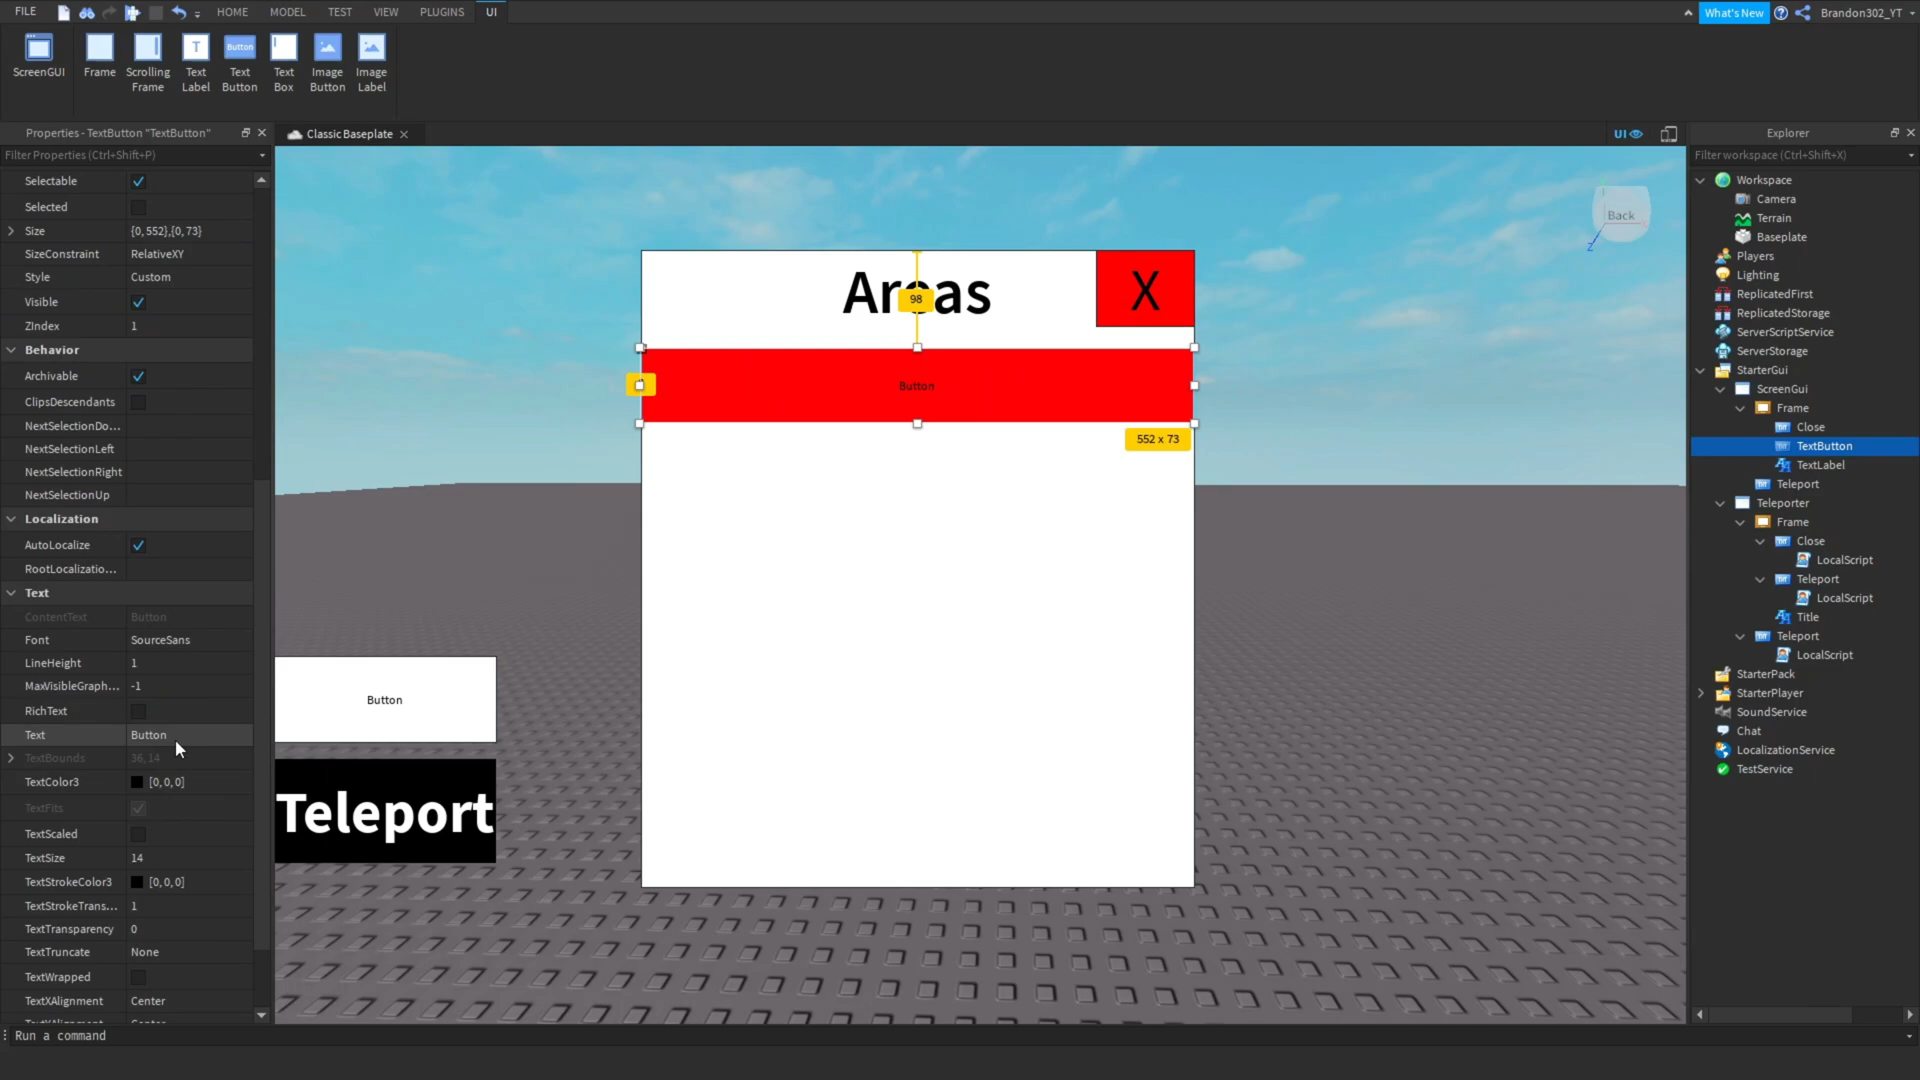 FILE
HOME
MODEL
TEST
VIEW
PLUGINS
UI
What's New
Brandon302_YT
ScreenGUI
Frame
Scrolling
Frame
T
Text
Label
Button
Text
Button
Text
Box
Image
Button
Image
Label
Properties - TextButton "TextButton"
Filter Properties (Ctrl+Shift+P)
Selectable
Selected
Size {0, 552},{0, 73}
SizeConstraint RelativeXY
Style Custom
Visible
ZIndex 1
Behavior
Archivable
ClipsDescendants
NextSelectionDo...
NextSelectionLeft
NextSelectionRight
NextSelectionUp
Localization
AutoLocalize
RootLocalizatio...
Text
ContentText Button
Font SourceSans
LineHeight 1
MaxVisibleGraph... -1
RichText
Text Button
TextBounds 36, 14
TextColor3 [0, 0, 0]
TextFits
TextScaled
TextSize 14
TextStrokeColor3 [0, 0, 0]
TextStrokeTrans... 1
TextTransparency 0
TextTruncate None
TextWrapped
TextXAlignment Center
Classic Baseplate
UI
Back
Z
Areas
98
X
Button
552 x 73
Button
Teleport
Explorer
Filter workspace (Ctrl+Shift+X)
Workspace
Camera
Terrain
Baseplate
Players
Lighting
ReplicatedFirst
ReplicatedStorage
ServerScriptService
ServerStorage
StarterGui
ScreenGui
Frame
Close
TextButton
TextLabel
Teleport
Teleporter
Frame
Close
LocalScript
Teleport
LocalScript
Title
Teleport
LocalScript
StarterPack
StarterPlayer
SoundService
Chat
LocalizationService
TestService
Run a command